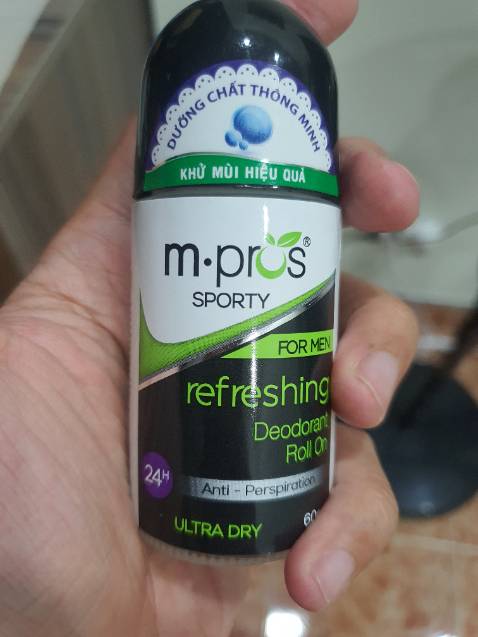 DƯỠNG CHẤT THÔNG MINH
KHỬ MÙI HIỆU QUẢ
m·pros®
SPORTY
FOR MEN
refreshing
Deodorant
Roll On
24H
Anti - Perspiration
ULTRA DRY